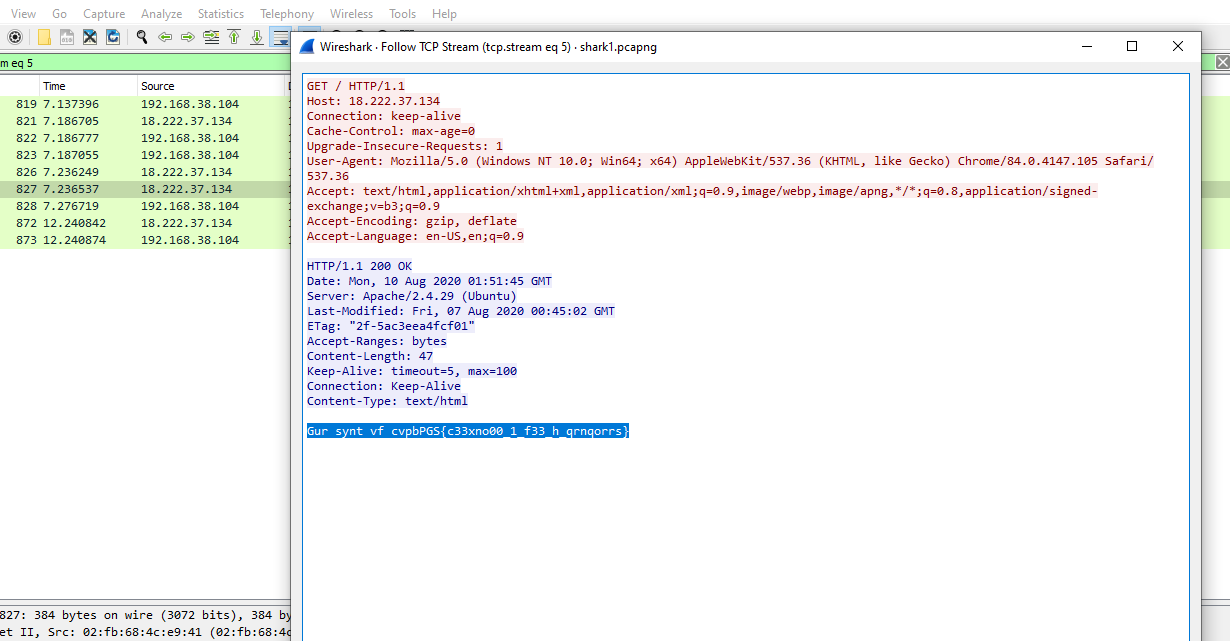 View Go Capture Analyze Statistics Telephony Wireless Tools Help
Wireshark · Follow TCP Stream (tcp.stream eq 5) · shark1.pcapng
m eq 5
Time Source
819 7.137396 192.168.38.104
821 7.186705 18.222.37.134
822 7.186777 192.168.38.104
823 7.187055 192.168.38.104
826 7.236249 18.222.37.134
827 7.236537 18.222.37.134
828 7.276719 192.168.38.104
872 12.240842 18.222.37.134
873 12.240874 192.168.38.104
GET / HTTP/1.1
Host: 18.222.37.134
Connection: keep-alive
Cache-Control: max-age=0
Upgrade-Insecure-Requests: 1
User-Agent: Mozilla/5.0 (Windows NT 10.0; Win64; x64) AppleWebKit/537.36 (KHTML, like Gecko) Chrome/84.0.4147.105 Safari/
537.36
Accept: text/html,application/xhtml+xml,application/xml;q=0.9,image/webp,image/apng,*/*;q=0.8,application/signed-
exchange;v=b3;q=0.9
Accept-Encoding: gzip, deflate
Accept-Language: en-US,en;q=0.9
HTTP/1.1 200 OK
Date: Mon, 10 Aug 2020 01:51:45 GMT
Server: Apache/2.4.29 (Ubuntu)
Last-Modified: Fri, 07 Aug 2020 00:45:02 GMT
ETag: "2f-5ac3eea4fcf01"
Accept-Ranges: bytes
Content-Length: 47
Keep-Alive: timeout=5, max=100
Connection: Keep-Alive
Content-Type: text/html
Gur synt vf cvpbPGS{c33xno00_1_f33_h_qrnqorrs}
827: 384 bytes on wire (3072 bits), 384 by
et II, Src: 02:fb:68:4c:e9:41 (02:fb:68:4c